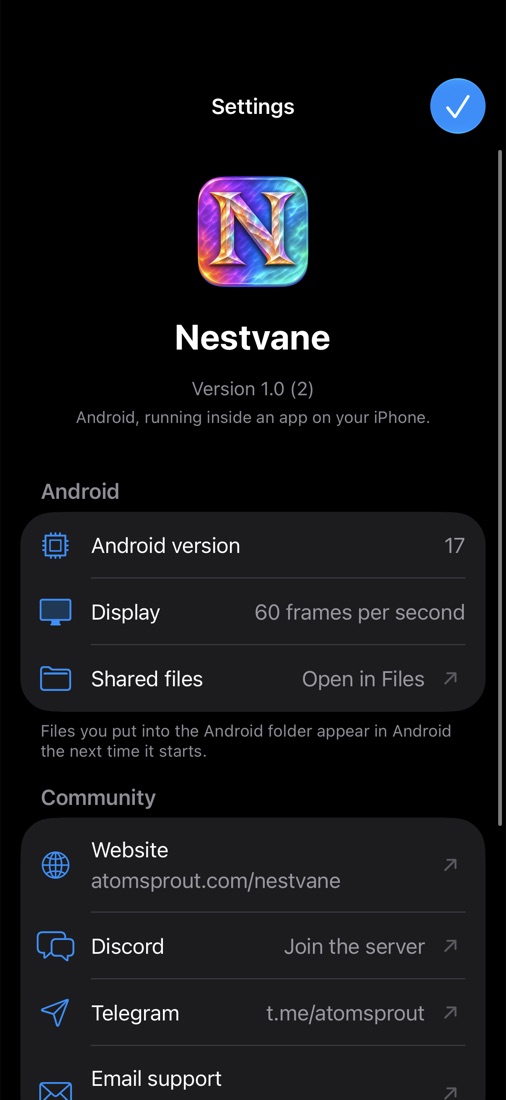 Settings
N
Nestvane
Version 1.0 (2)
Android, running inside an app on your iPhone.
Android
Android version 17
Display 60 frames per second
Shared files Open in Files
Files you put into the Android folder appear in Android
the next time it starts.
Community
Website
atomsprout.com/nestvane
Discord Join the server
Telegram t.me/atomsprout
Email support